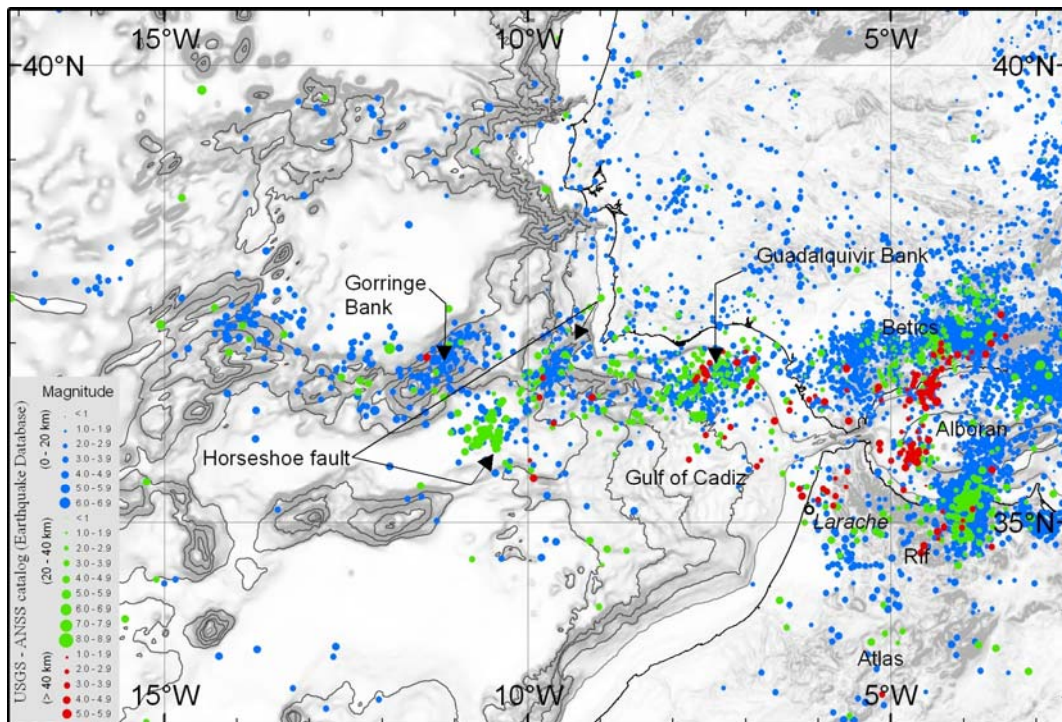 15°W
10°W
5°W
40°N
40°N
Guadalquivir Bank
Gorringe
Bank
Betics
Alboran
Horseshoe fault
Gulf of Cadiz
Larache
35°N
Rif
Atlas
15°W
10°W
5°W
USGS - ANSS catalog (Earthquake Database)
Magnitude
(0 - 20 km)
< 1
1.0 - 1.9
2.0 - 2.9
3.0 - 3.9
4.0 - 4.9
5.0 - 5.9
6.0 - 6.9
(20 - 40 km)
< 1
1.0 - 1.9
2.0 - 2.9
3.0 - 3.9
4.0 - 4.9
5.0 - 5.9
6.0 - 6.9
7.0 - 7.9
8.0 - 8.9
(> 40 km)
1.0 - 1.9
2.0 - 2.9
3.0 - 3.9
4.0 - 4.9
5.0 - 5.9